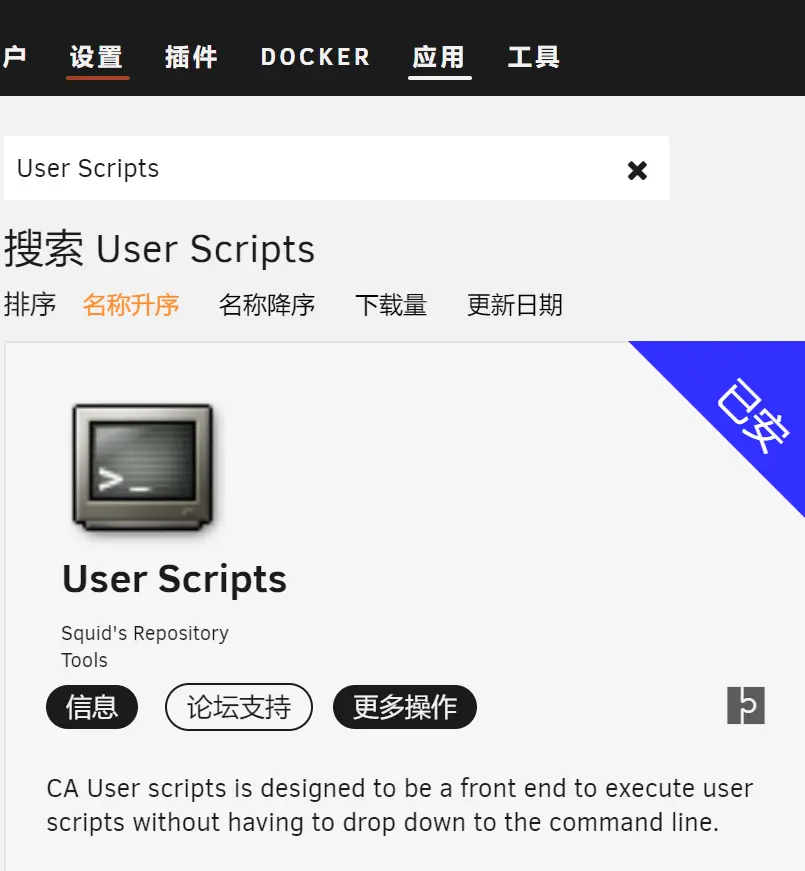 户 设置 插件 DOCKER 应用 工具
User Scripts
搜索 User Scripts
排序 名称升序 名称降序 下载量 更新日期
已安
>_
User Scripts
Squid's Repository
Tools
信息 论坛支持 更多操作
CA User scripts is designed to be a front end to execute user
scripts without having to drop down to the command line.